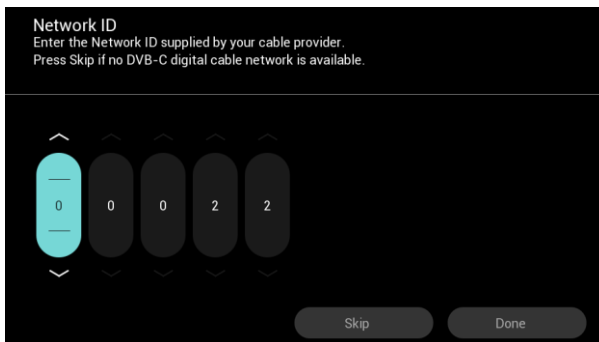 Network ID
Enter the Network ID supplied by your cable provider.
Press Skip if no DVB-C digital cable network is available.
0 0 0 2 2
Skip Done